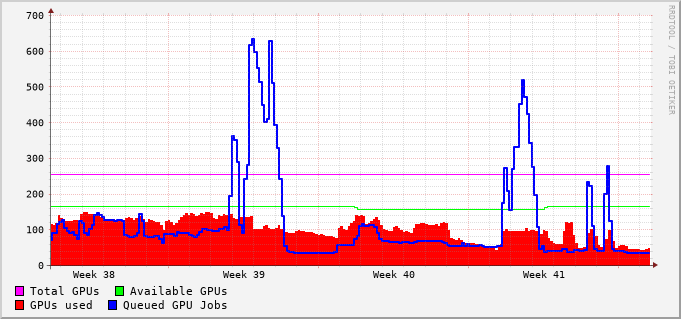 700
600
500
400
300
200
100
0
Week 38 Week 39 Week 40 Week 41
Total GPUs Available GPUs
GPUs used Queued GPU Jobs
RRDTOOL / TOBI OETIKER